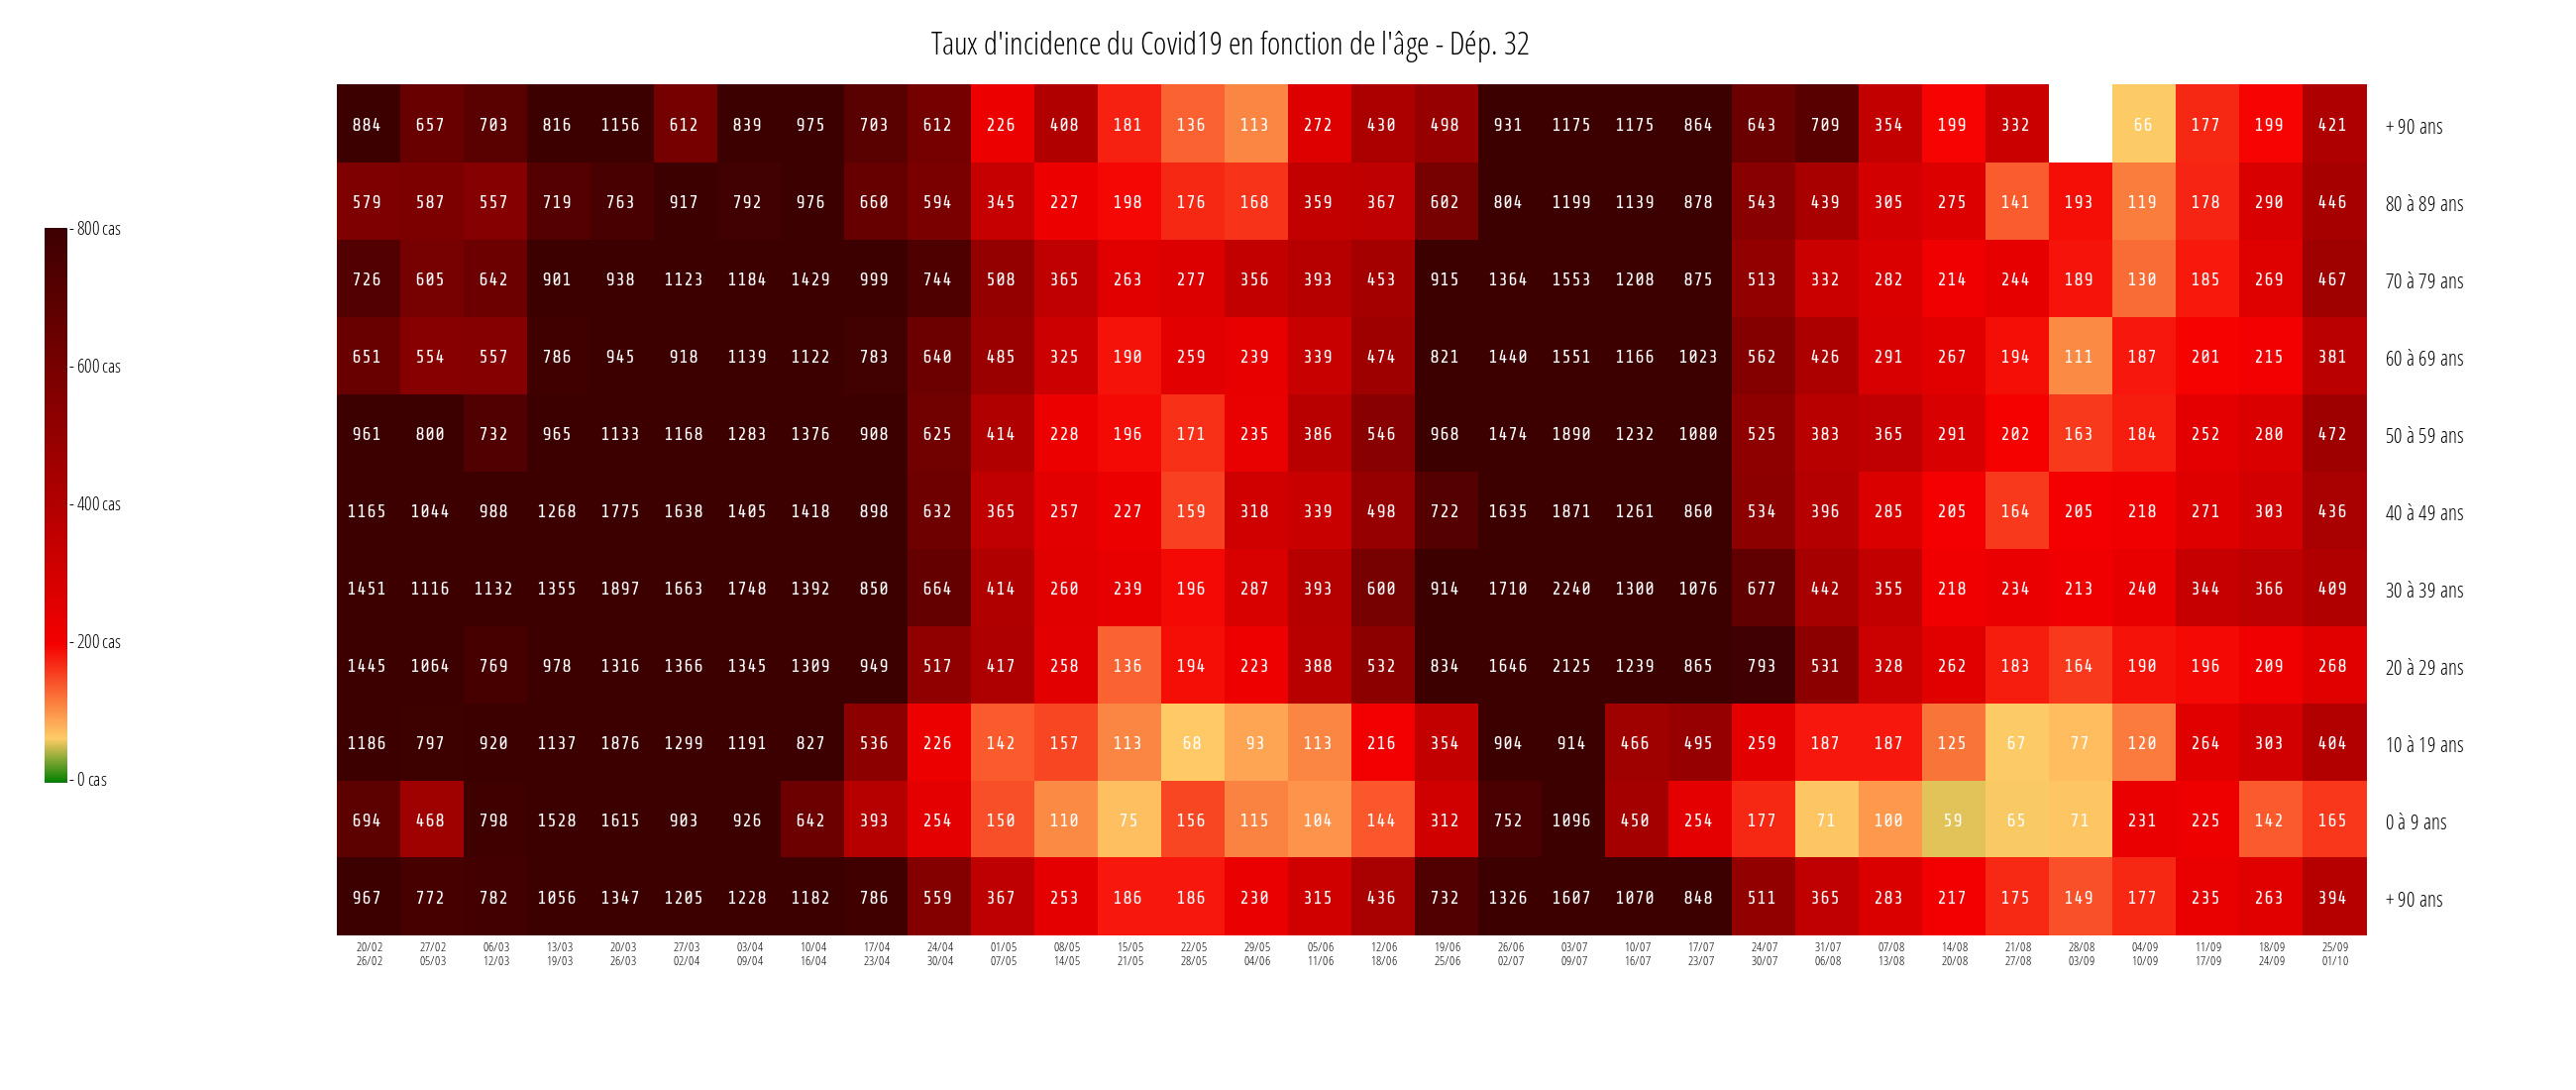 Taux d'incidence du Covid19 en fonction de l'âge - Dép. 32
884 657 703 816 1156 612 839 975 703 612 226 408 181 136 113 272 430 498 931 1175 1175 864 643 709 354 199 332 66 177 199 421 + 90 ans
579 587 557 719 763 917 792 976 660 594 345 227 198 176 168 359 367 602 804 1199 1139 878 543 439 305 275 141 193 119 178 290 446 80 à 89 ans
- 800 cas
726 605 642 901 938 1123 1184 1429 999 744 508 365 263 277 356 393 453 915 1364 1553 1208 875 513 332 282 214 244 189 130 185 269 467 70 à 79 ans
651 554 557 786 945 918 1139 1122 783 640 485 325 190 259 239 339 474 821 1440 1551 1166 1023 562 426 291 267 194 111 187 201 215 381 60 à 69 ans
- 600 cas
961 800 732 965 1133 1168 1283 1376 908 625 414 228 196 171 235 386 546 968 1474 1890 1232 1080 525 383 365 291 202 163 184 252 280 472 50 à 59 ans
- 400 cas
1165 1044 988 1268 1775 1638 1405 1418 898 632 365 257 227 159 318 339 498 722 1635 1871 1261 860 534 396 285 205 164 205 218 271 303 436 40 à 49 ans
1451 1116 1132 1355 1897 1663 1748 1392 850 664 414 260 239 196 287 393 600 914 1710 2240 1300 1076 677 442 355 218 234 213 240 344 366 409 30 à 39 ans
- 200 cas
1445 1064 769 978 1316 1366 1345 1309 949 517 417 258 136 194 223 388 532 834 1646 2125 1239 865 793 531 328 262 183 164 190 196 209 268 20 à 29 ans
1186 797 920 1137 1876 1299 1191 827 536 226 142 157 113 68 93 113 216 354 904 914 466 495 259 187 187 125 67 77 120 264 303 404 10 à 19 ans
- 0 cas
694 468 798 1528 1615 903 926 642 393 254 150 110 75 156 115 104 144 312 752 1096 450 254 177 71 100 59 65 71 231 225 142 165 0 à 9 ans
967 772 782 1056 1347 1205 1228 1182 786 559 367 253 186 186 230 315 436 732 1326 1607 1070 848 511 365 283 217 175 149 177 235 263 394 + 90 ans
20/02 27/02 06/03 13/03 20/03 27/03 03/04 10/04 17/04 24/04 01/05 08/05 15/05 22/05 29/05 05/06 12/06 19/06 26/06 03/07 10/07 17/07 24/07 31/07 07/08 14/08 21/08 28/08 04/09 11/09 18/09 25/09
26/02 05/03 12/03 19/03 26/03 02/04 09/04 16/04 23/04 30/04 07/05 14/05 21/05 28/05 04/06 11/06 18/06 25/06 02/07 09/07 16/07 23/07 30/07 06/08 13/08 20/08 27/08 03/09 10/09 17/09 24/09 01/10